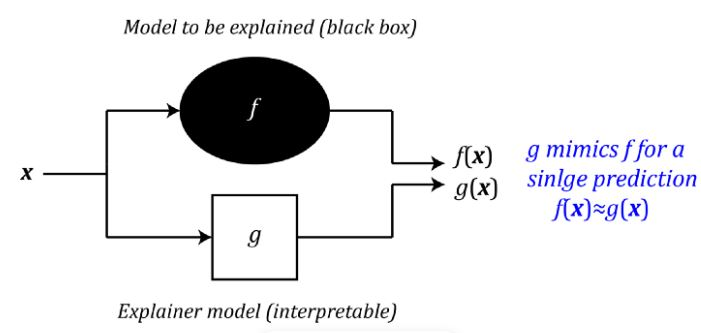 Model to be explained (black box)
f
x
f(x)
g(x)
g mimics f for a
sinlge prediction
f(x)≈g(x)
g
Explainer model (interpretable)